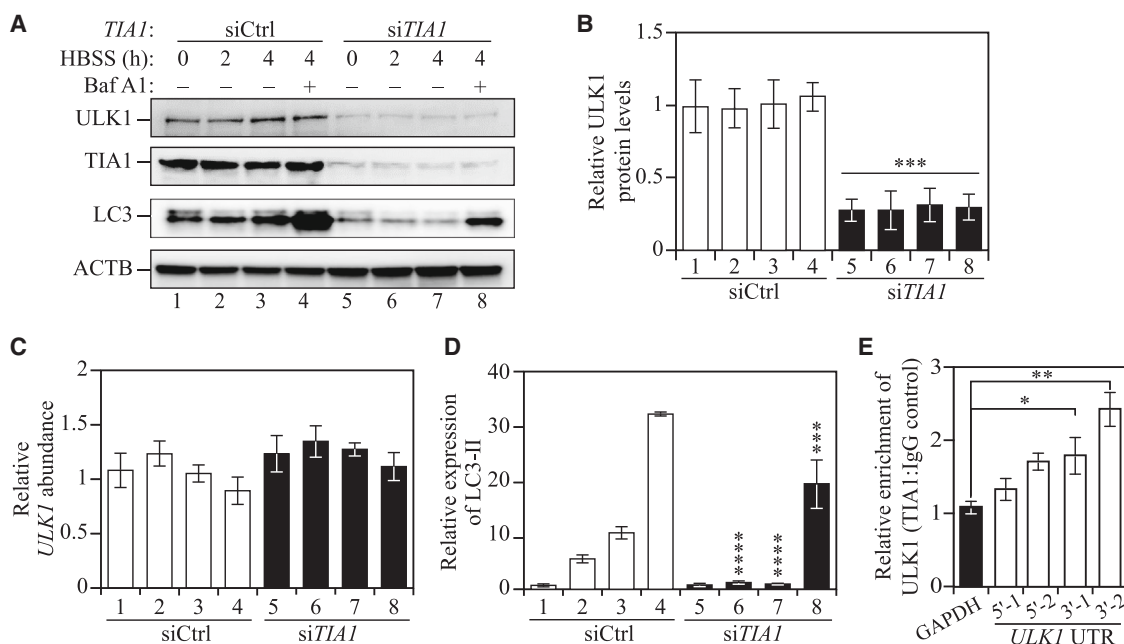 A
TIA1: siCtrl siTIA1
HBSS (h): 0 2 4 4 0 2 4 4
Baf A1: – – – + – – – +
ULK1
TIA1
LC3
ACTB
1 2 3 4 5 6 7 8
B
Relative ULK1
protein levels
1.5
1
0.5
0
***
1 2 3 4 5 6 7 8
siCtrl siTIA1
C
Relative
ULK1 abundance
2
1.5
1
0.5
0
1 2 3 4 5 6 7 8
siCtrl siTIA1
D
Relative expression
of LC3-II
40
30
20
10
0
****
****
***
1 2 3 4 5 6 7 8
siCtrl siTIA1
E
Relative enrichment of
ULK1 (TIA1:IgG control)
3
2
1
0
**
*
GAPDH 5'-1 5'-2 3'-1 3'-2
ULK1 UTR